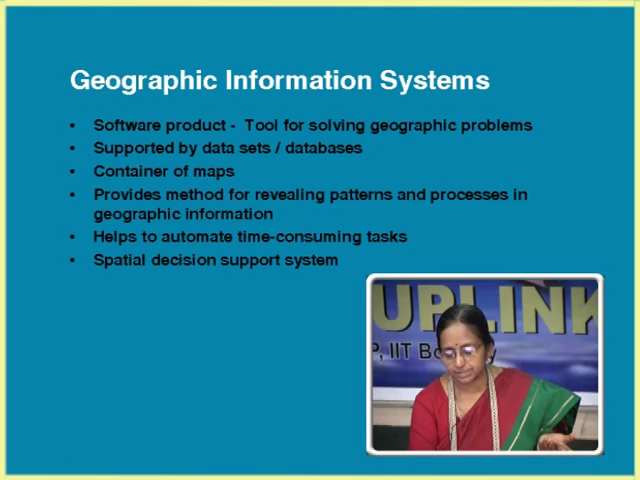 Geographic Information Systems
• Software product - Tool for solving geographic problems
• Supported by data sets / databases
• Container of maps
• Provides method for revealing patterns and processes in
geographic information
• Helps to automate time-consuming tasks
• Spatial decision support system
UPLINK
P, IIT Bo